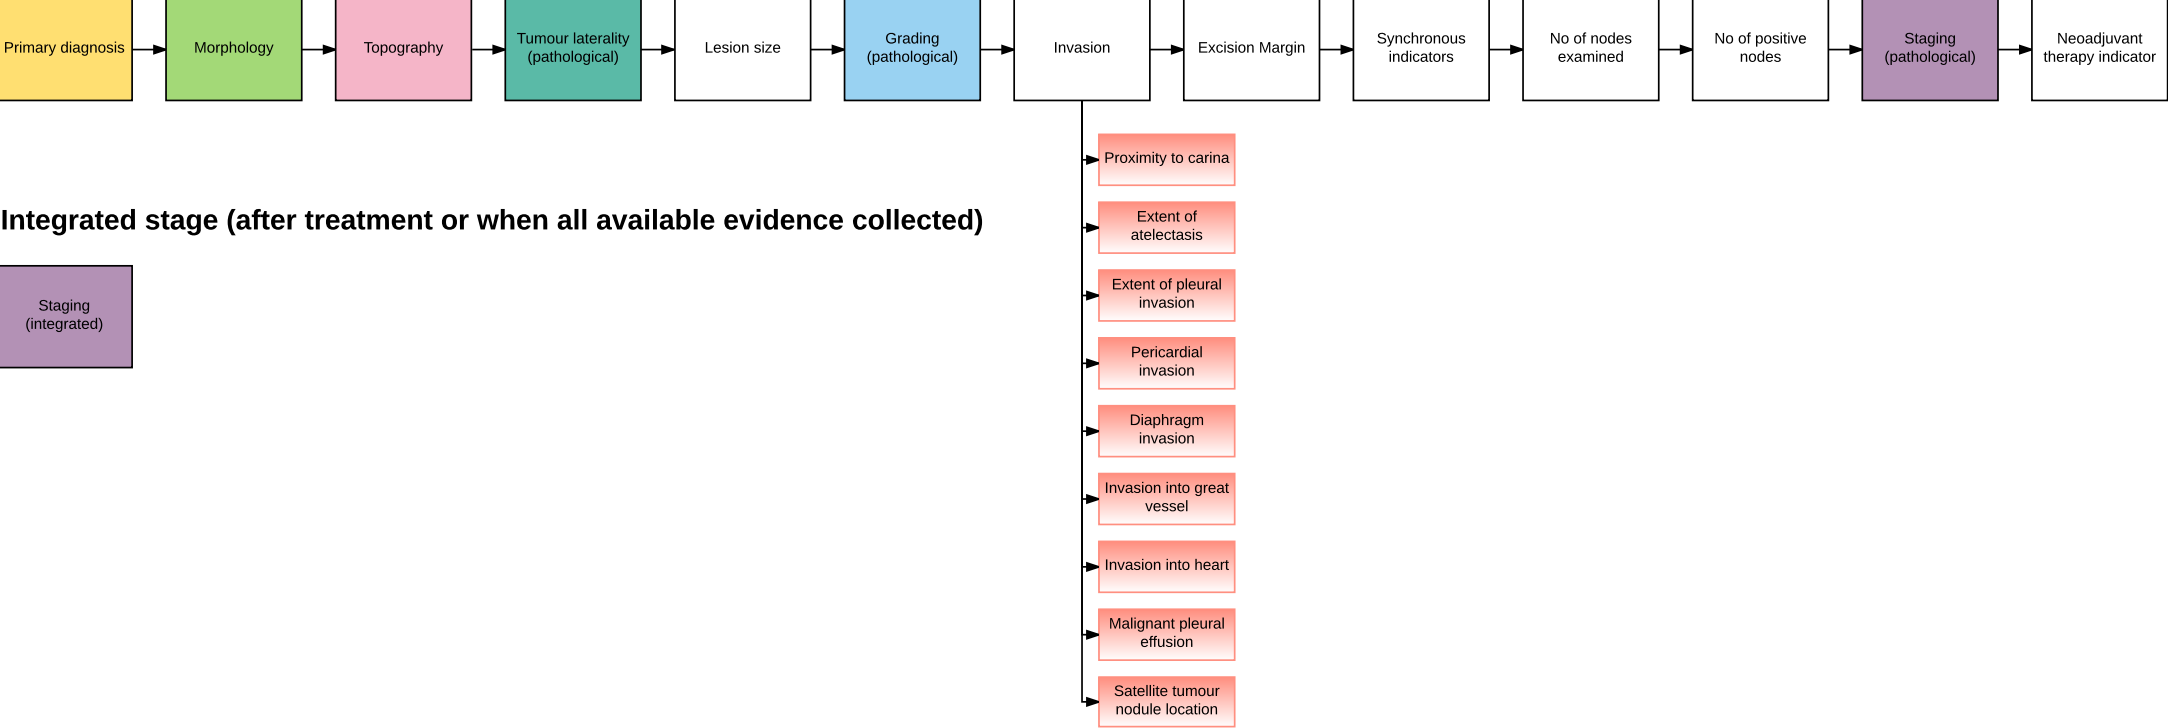 Primary diagnosis
Morphology
Topography
Tumour laterality
(pathological)
Lesion size
Grading
(pathological)
Invasion
Excision Margin
Synchronous
indicators
No of nodes
examined
No of positive
nodes
Staging
(pathological)
Neoadjuvant
therapy indicator
Proximity to carina
Extent of
atelectasis
Extent of pleural
invasion
Pericardial
invasion
Diaphragm
invasion
Invasion into great
vessel
Invasion into heart
Malignant pleural
effusion
Satellite tumour
nodule location
Integrated stage (after treatment or when all available evidence collected)
Staging
(integrated)